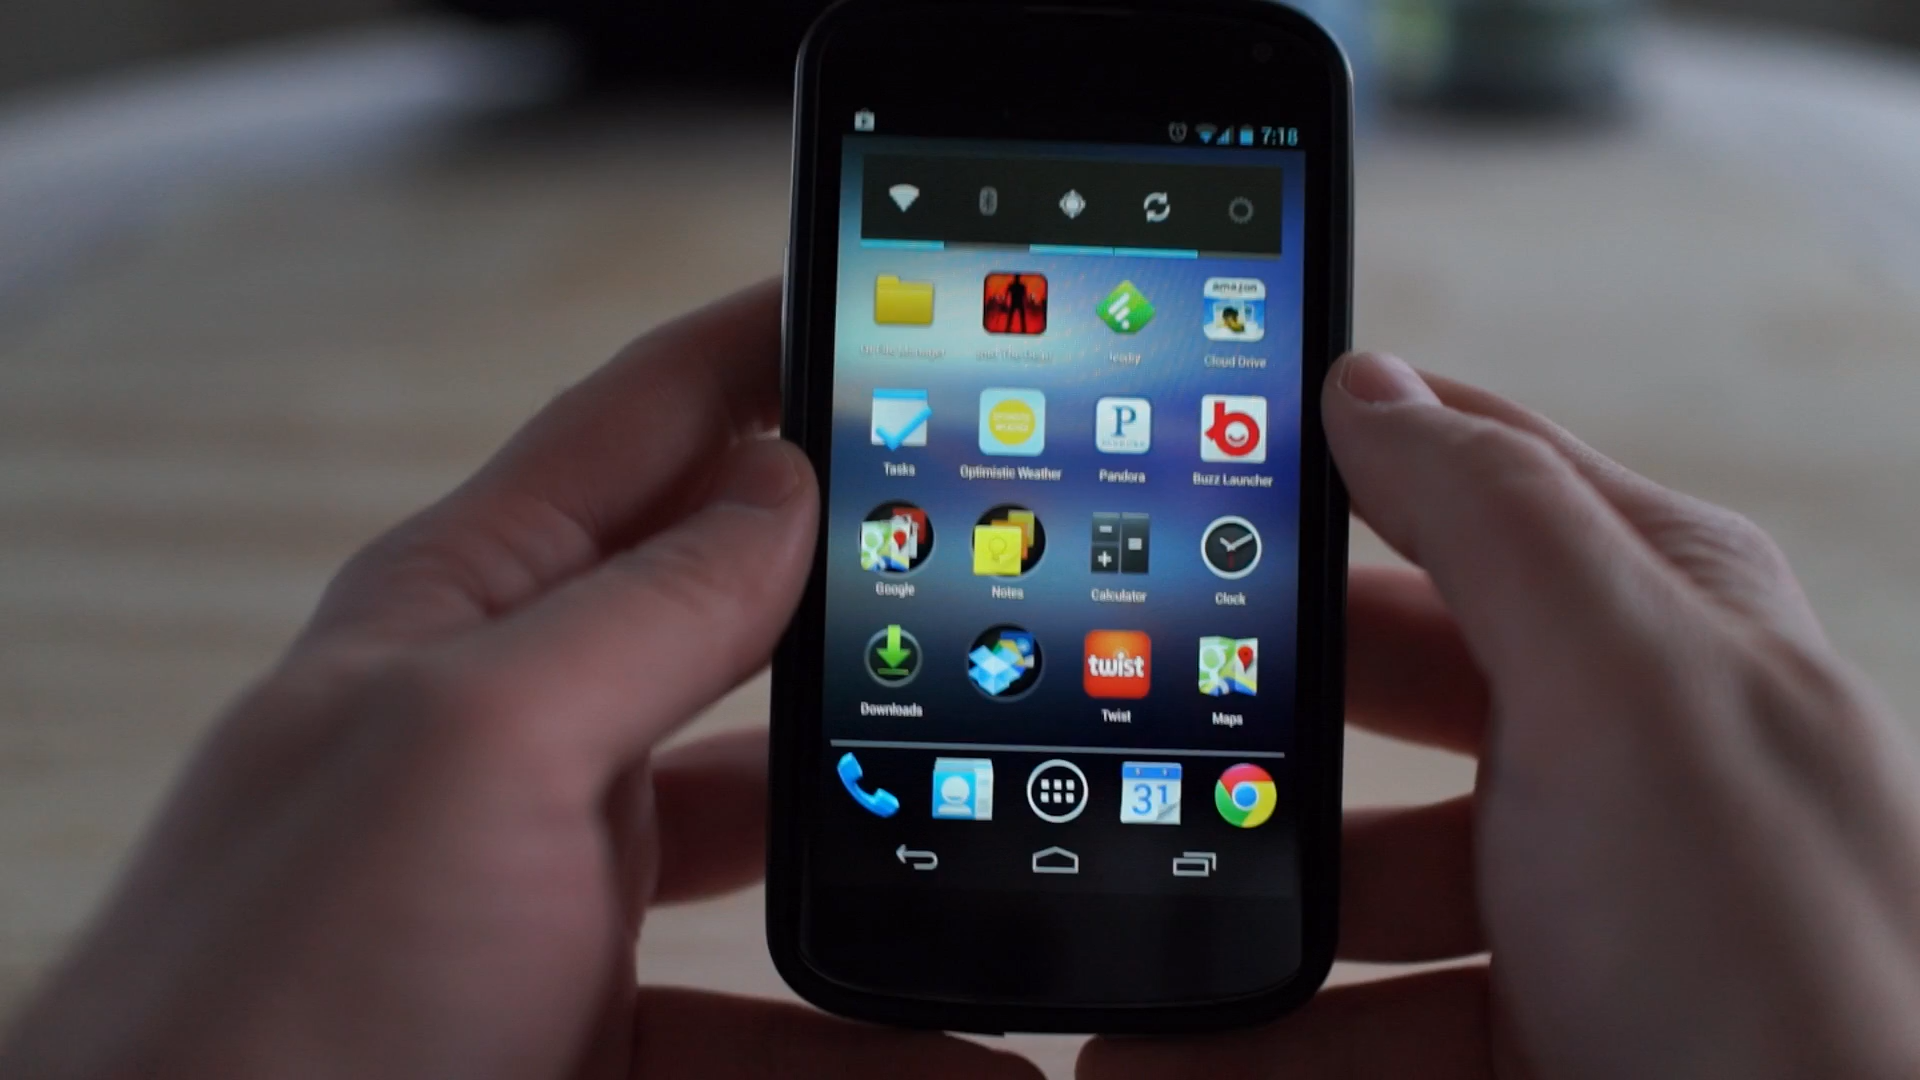 7:18
amazon
Cloud Drive
Tasks
Optimistic Weather
P
Pandora
b
Buzz Launcher
Google
Notes
Calculator
Clock
twist
Downloads
Twist
Maps
31